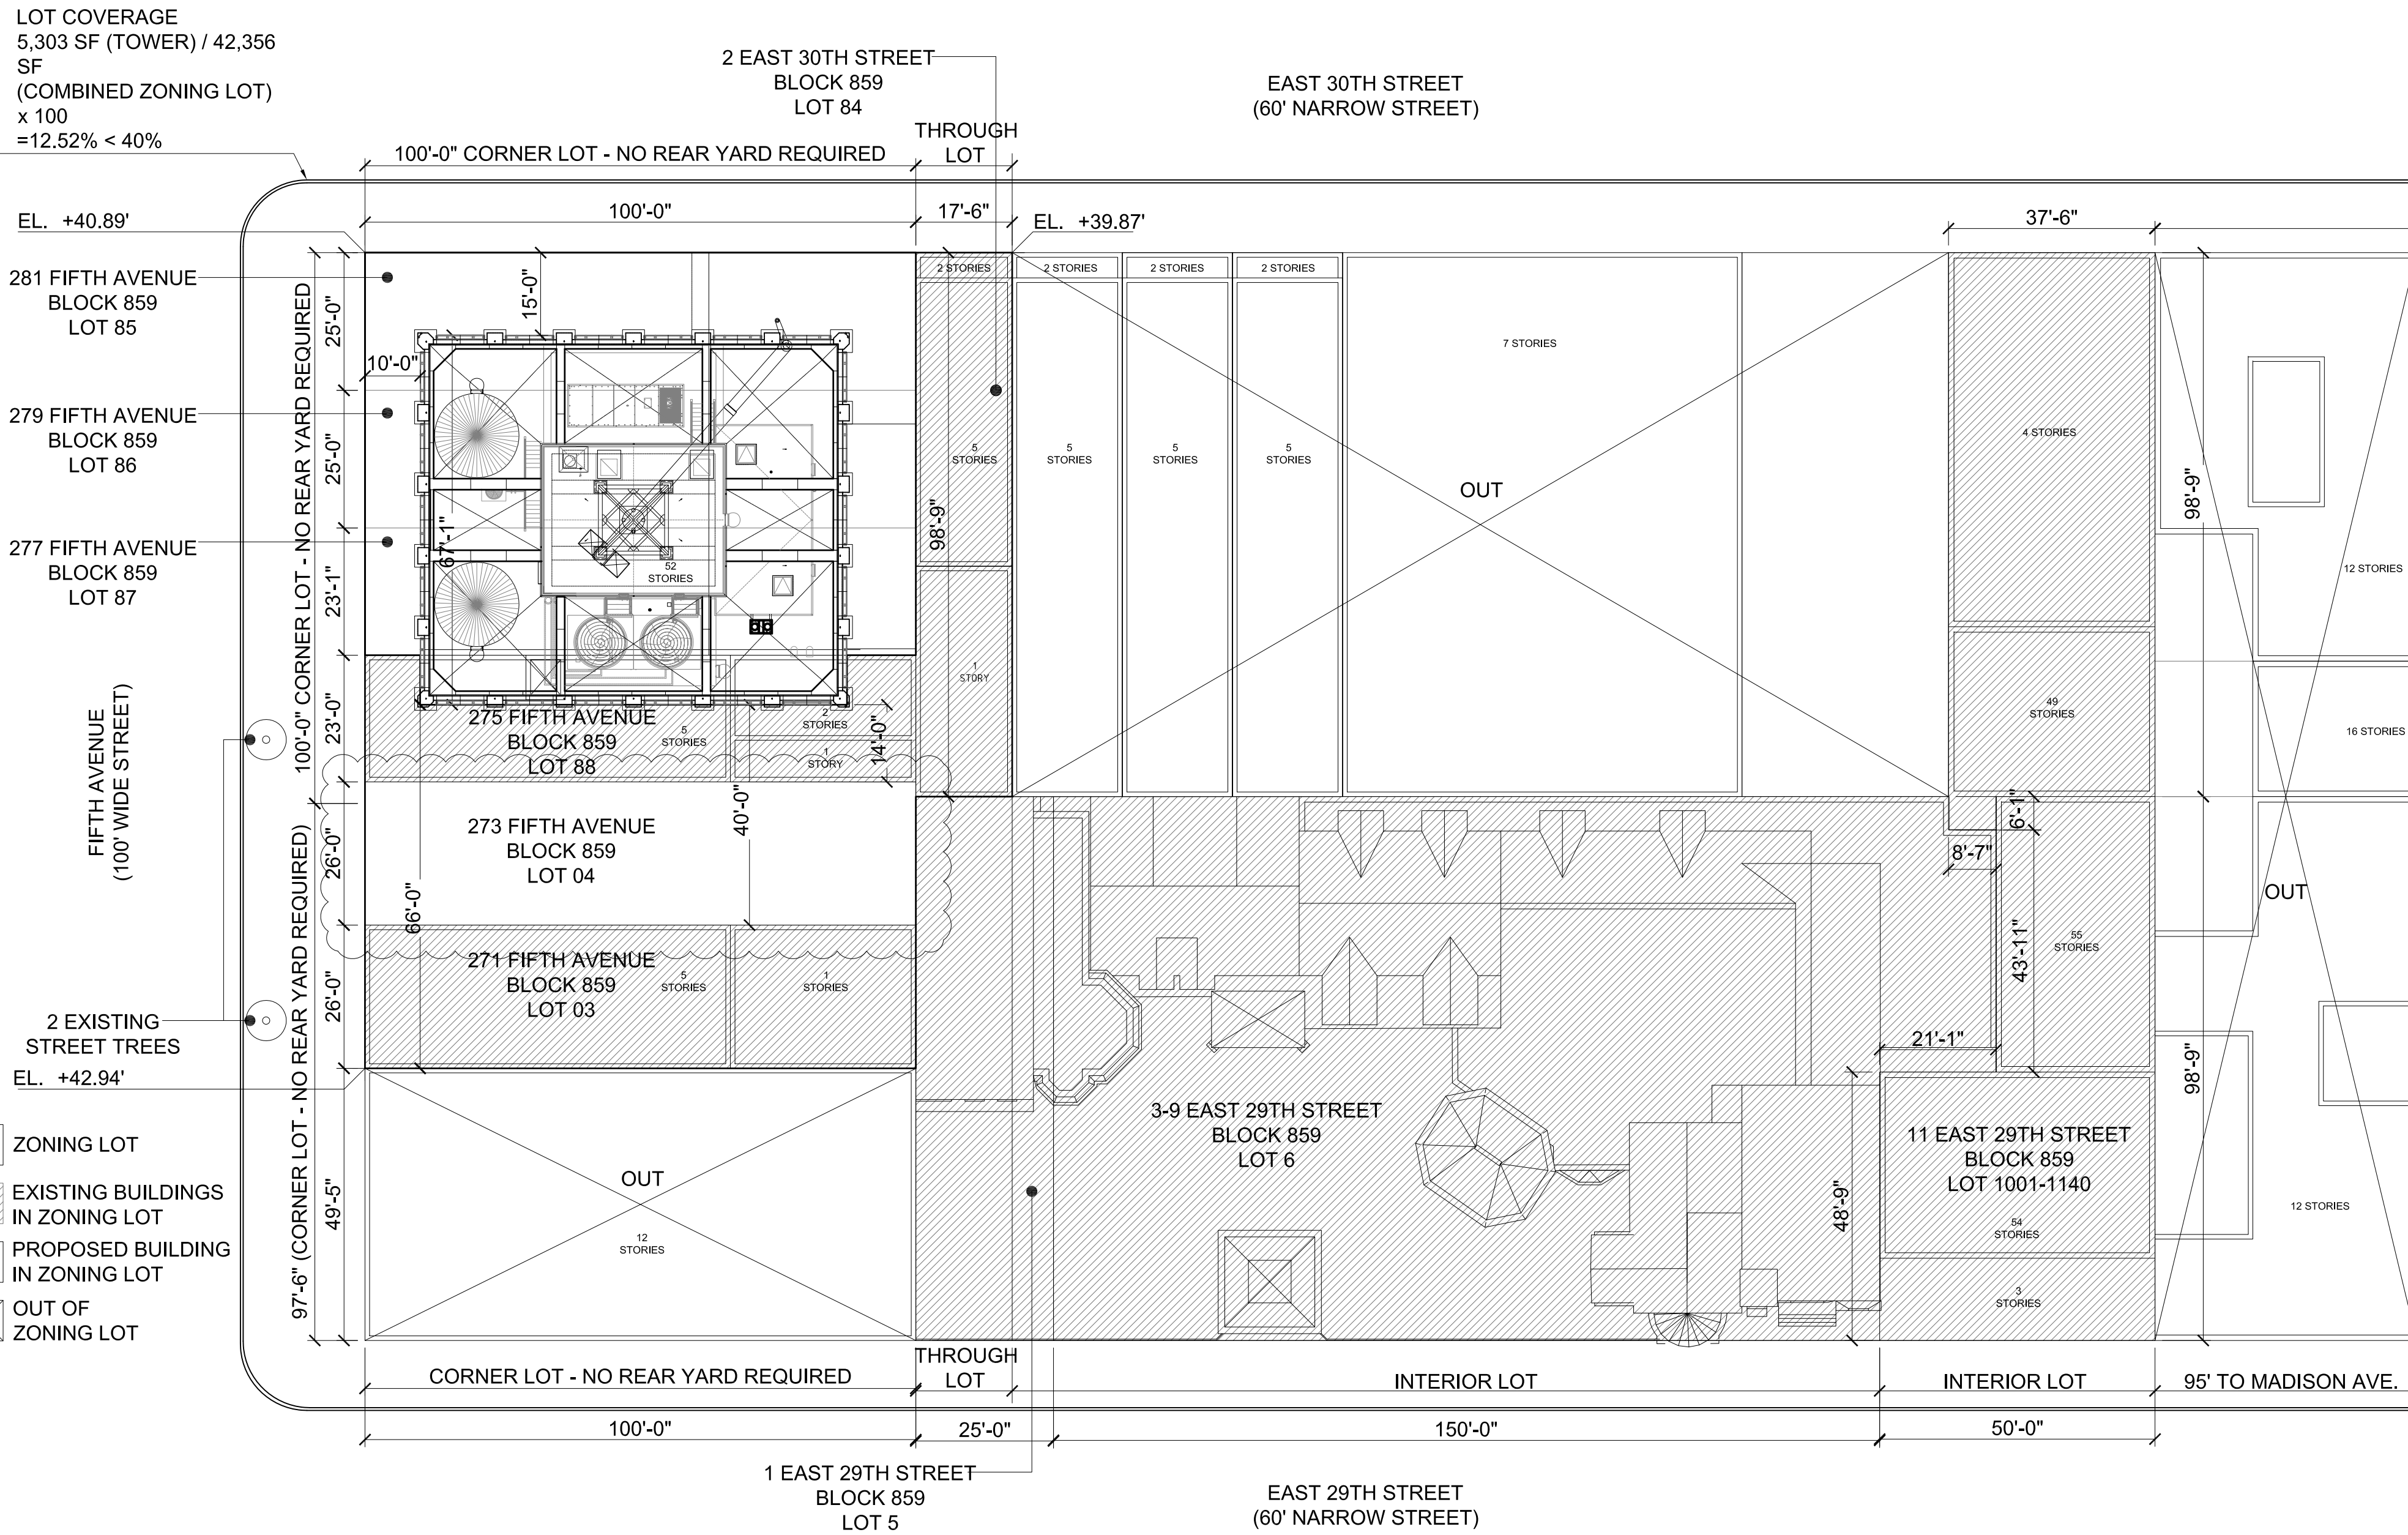 LOT COVERAGE
5,303 SF (TOWER) / 42,356
SF
(COMBINED ZONING LOT)
x 100
=12.52% < 40%
2 EAST 30TH STREET
BLOCK 859
LOT 84
EAST 30TH STREET
(60' NARROW STREET)
100'-0" CORNER LOT - NO REAR YARD REQUIRED
THROUGH
LOT
EL. +40.89'
100'-0"
17'-6"
EL. +39.87'
37'-6"
281 FIFTH AVENUE
BLOCK 859
LOT 85
279 FIFTH AVENUE
BLOCK 859
LOT 86
277 FIFTH AVENUE
BLOCK 859
LOT 87
FIFTH AVENUE
(100' WIDE STREET)
100'-0" CORNER LOT - NO REAR YARD REQUIRED
97'-6" (CORNER LOT - NO REAR YARD REQUIRED)
25'-0"
25'-0"
23'-1"
23'-0"
26'-0"
26'-0"
49'-5"
15'-0"
10'-0"
67'-1"
52
STORIES
2 STORIES
5
STORIES
98'-9"
1
STORY
2 STORIES
5
STORIES
2 STORIES
5
STORIES
2 STORIES
5
STORIES
7 STORIES
OUT
4 STORIES
49
STORIES
98'-9"
12 STORIES
16 STORIES
275 FIFTH AVENUE
BLOCK 859
LOT 88
5
STORIES
2
STORIES
1
STORY
14'-0"
40'-0"
66'-0"
273 FIFTH AVENUE
BLOCK 859
LOT 04
271 FIFTH AVENUE
BLOCK 859
LOT 03
5
STORIES
1
STORIES
6'-1"
8'-7"
43'-11"
55
STORIES
OUT
21'-1"
98'-9"
2 EXISTING
STREET TREES
EL. +42.94'
ZONING LOT
EXISTING BUILDINGS
IN ZONING LOT
PROPOSED BUILDING
IN ZONING LOT
OUT OF
ZONING LOT
OUT
12
STORIES
3-9 EAST 29TH STREET
BLOCK 859
LOT 6
48'-9"
11 EAST 29TH STREET
BLOCK 859
LOT 1001-1140
54
STORIES
3
STORIES
12 STORIES
CORNER LOT - NO REAR YARD REQUIRED
THROUGH
LOT
INTERIOR LOT
INTERIOR LOT
95' TO MADISON AVE.
100'-0"
25'-0"
150'-0"
50'-0"
1 EAST 29TH STREET
BLOCK 859
LOT 5
EAST 29TH STREET
(60' NARROW STREET)